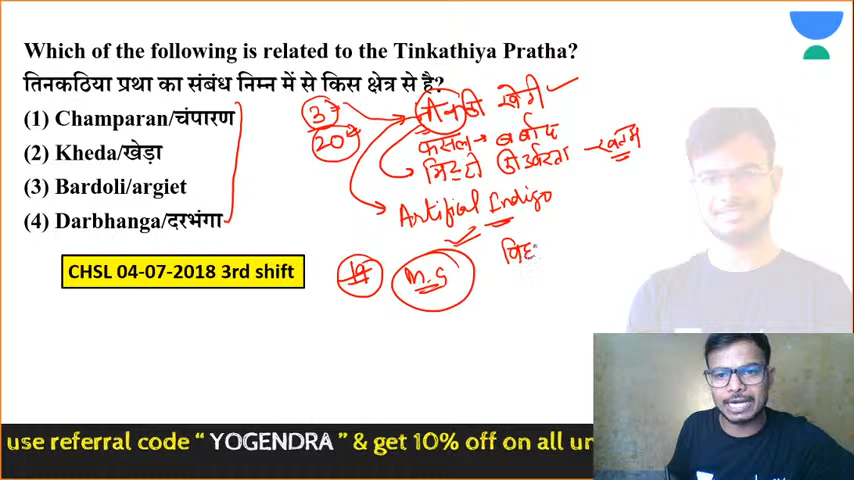 Which of the following is related to the Tinkathiya Pratha?
तिनकठिया प्रथा का संबंध निम्न में से किस क्षेत्र से है?
(1) Champaran/चंपारण
(2) Kheda/खेड़ा
(3) Bardoli/argiet
(4) Darbhanga/दरभंगा
3
20
खेती
फसल → बर्बाद
खत्म
Artificial Indigo
19
M.G
CHSL 04-07-2018 3rd shift
use referral code “ YOGENDRA ” & get 10% off on all un